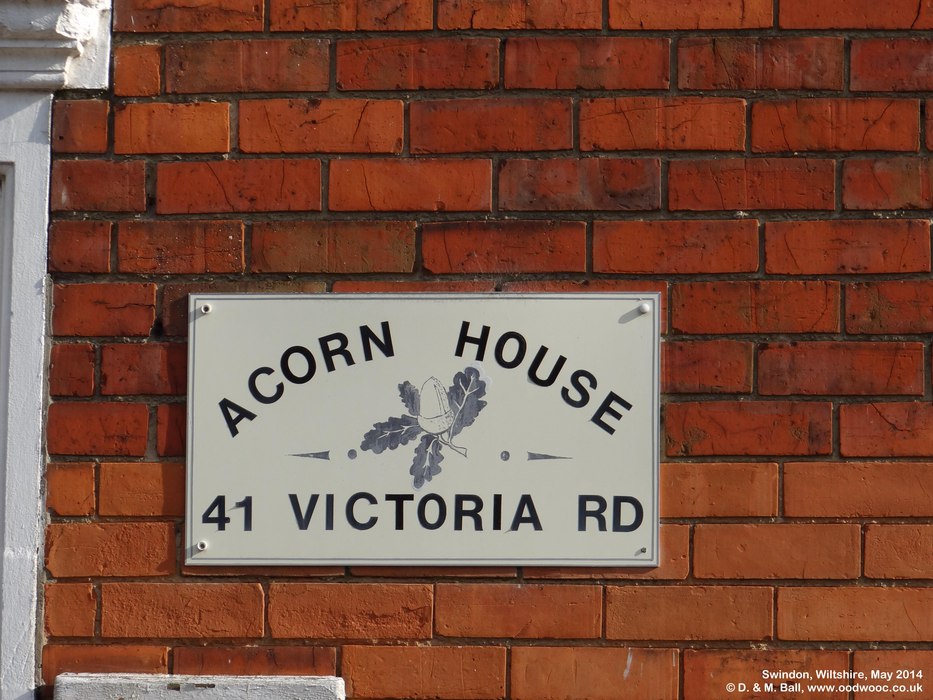 ACORN HOUSE
41 VICTORIA RD
Swindon, Wiltshire, May 2014
© D. & M. Ball, www.oodwooc.co.uk